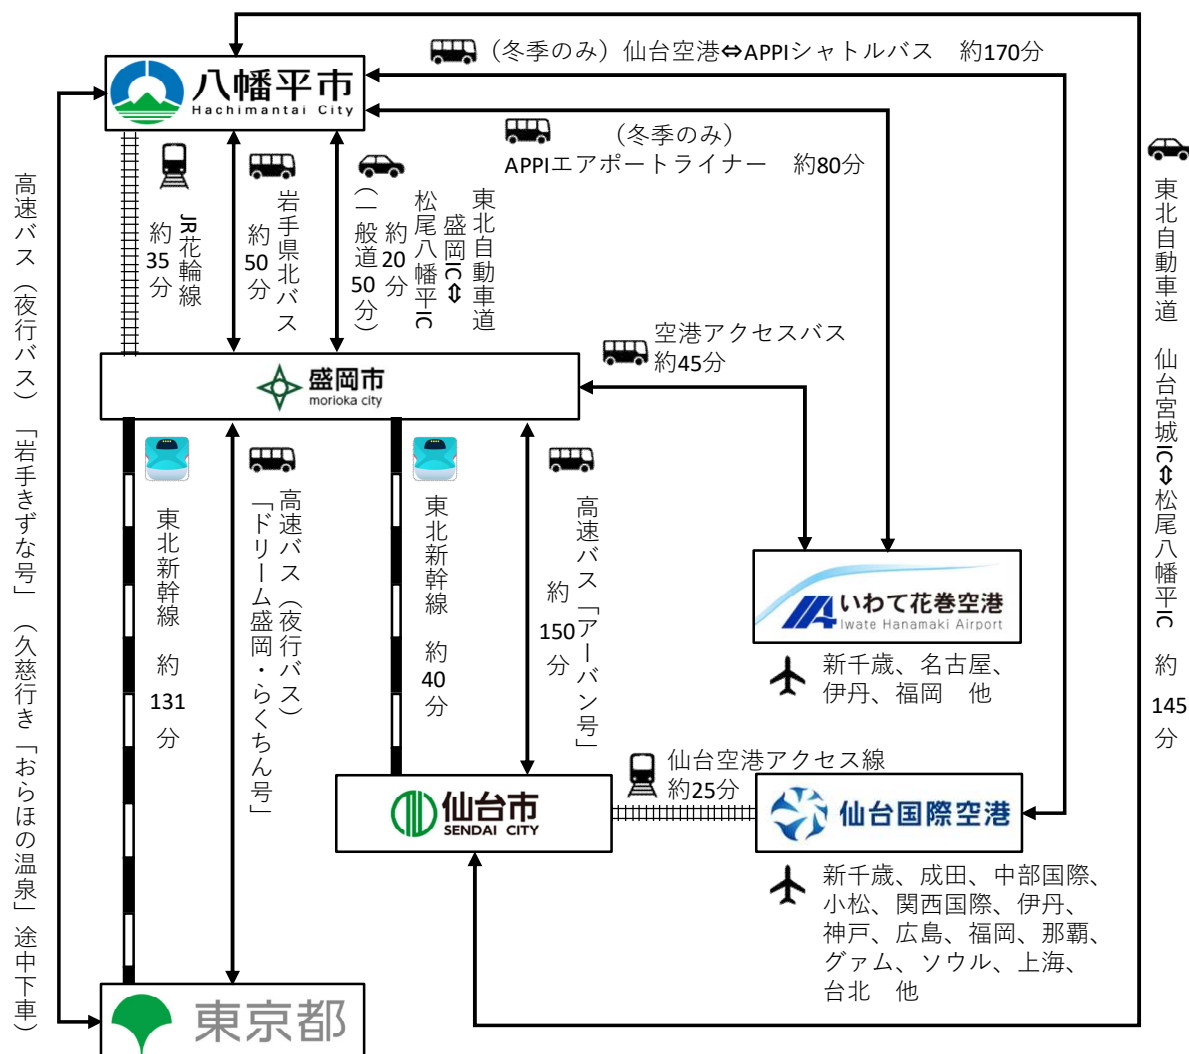 (冬季のみ)仙台空港⇔APPIシャトルバス 約170分
八幡平市
Hachimantai City
(冬季のみ)
APPIエアポートライナー 約80分
JR花輪線
約35分
岩手県北バス
約50分
東北自動車道
盛岡IC⇔
松尾八幡平IC
約20分
(一般道50分)
高速バス(夜行バス)「岩手きずな号」(久慈行き「おらほの温泉」途中下車)
東北自動車道 仙台宮城IC⇔松尾八幡平IC 約145分
空港アクセスバス
約45分
盛岡市
morioka city
東北新幹線 約131分
高速バス(夜行バス)
「ドリーム盛岡・らくちん号」
東北新幹線 約40分
高速バス「アーバン号」
約150分
いわて花巻空港
Iwate Hanamaki Airport
新千歳、名古屋、
伊丹、福岡 他
仙台空港アクセス線
約25分
仙台市
SENDAI CITY
仙台国際空港
新千歳、成田、中部国際、
小松、関西国際、伊丹、
神戸、広島、福岡、那覇、
グァム、ソウル、上海、
台北 他
東京都